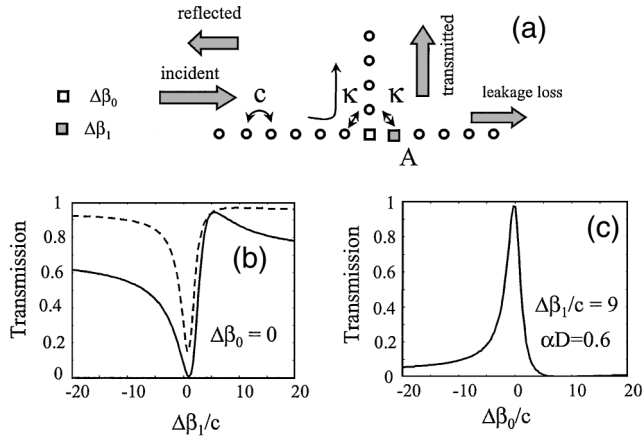 reflected
(a)
incident
transmitted
Δβ₀
Δβ₁
c
κ
κ
leakage loss
A
(b)
Transmission
1
0.8
0.6
0.4
0.2
0
Δβ₀ = 0
-20
-10
0
10
20
Δβ₁/c
(c)
Transmission
1
0.8
0.6
0.4
0.2
0
Δβ₁/c = 9
αD=0.6
-20
-10
0
10
20
Δβ₀/c